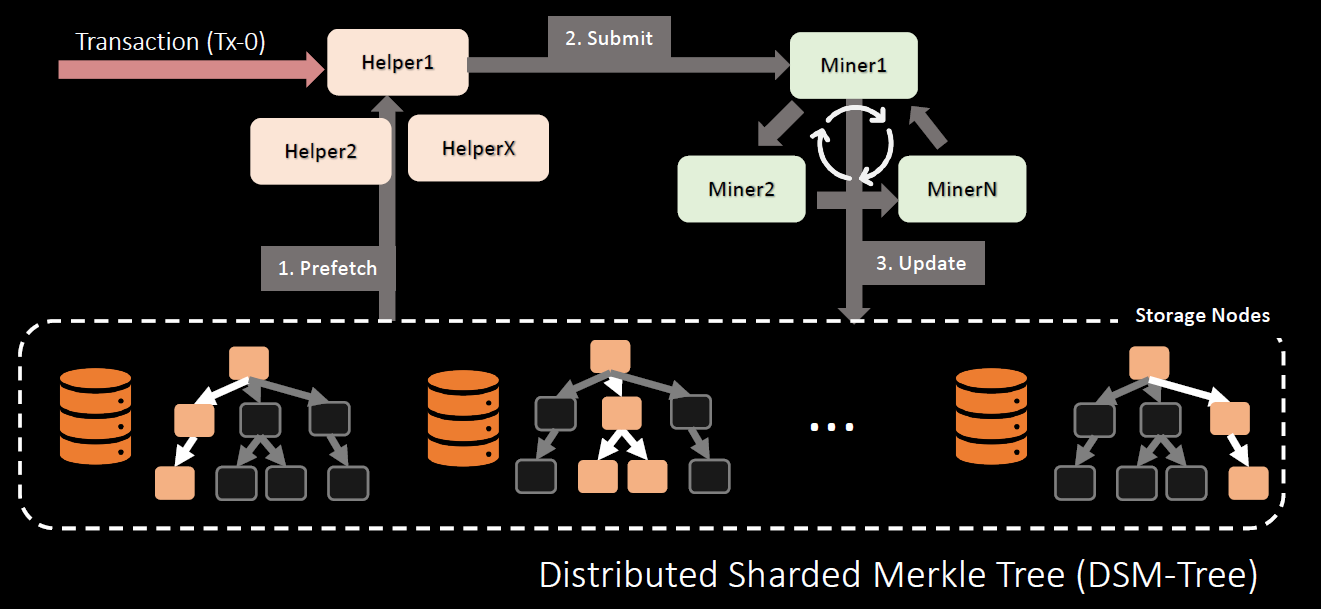 Transaction (Tx-0)
Helper1
2. Submit
Miner1
Helper2
HelperX
Miner2
MinerN
1. Prefetch
3. Update
Storage Nodes
...
Distributed Sharded Merkle Tree (DSM-Tree)